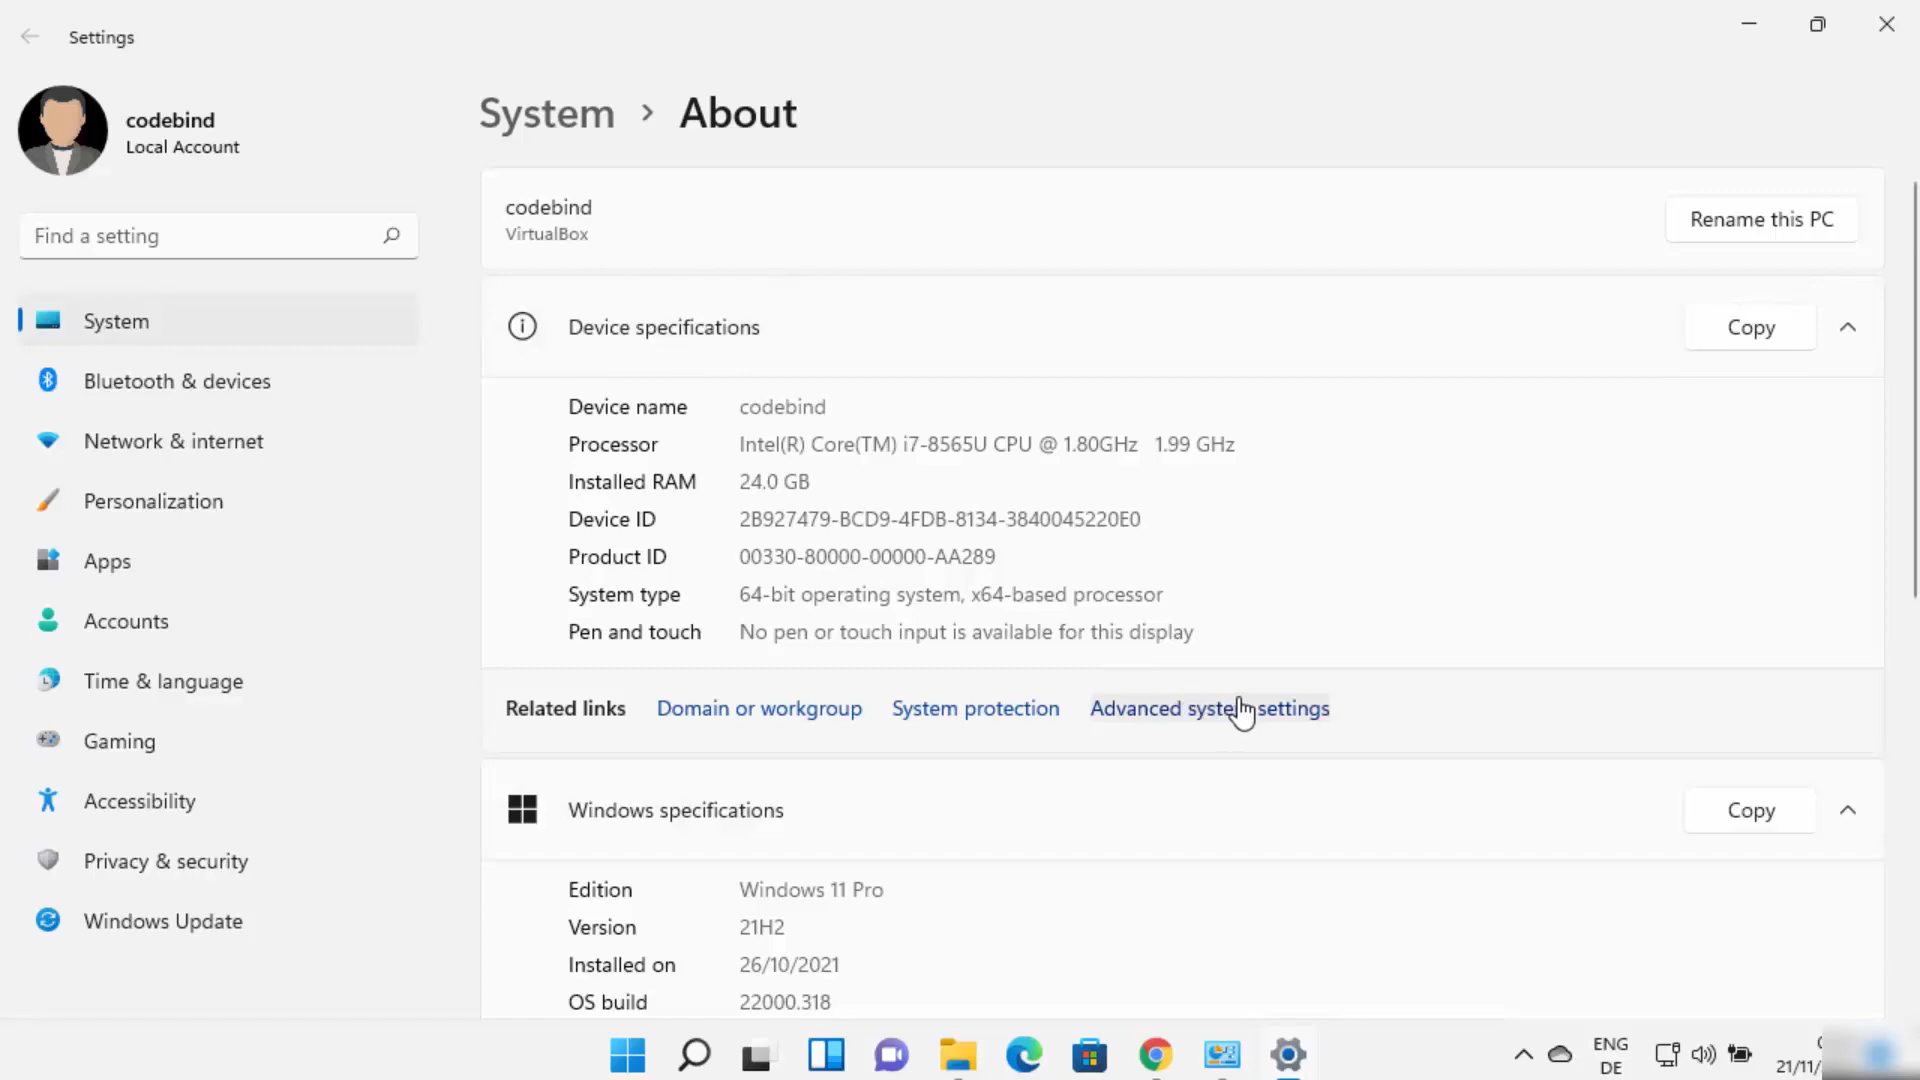 Settings
codebind
Local Account
Find a setting
System
Bluetooth & devices
Network & internet
Personalization
Apps
Accounts
Time & language
Gaming
Accessibility
Privacy & security
Windows Update
System > About
codebind
VirtualBox
Rename this PC
Device specifications
Copy
Device name codebind
Processor Intel(R) Core(TM) i7-8565U CPU @ 1.80GHz 1.99 GHz
Installed RAM 24.0 GB
Device ID 2B927479-BCD9-4FDB-8134-3840045220E0
Product ID 00330-80000-00000-AA289
System type 64-bit operating system, x64-based processor
Pen and touch No pen or touch input is available for this display
Related links Domain or workgroup System protection Advanced system settings
Windows specifications
Copy
Edition Windows 11 Pro
Version 21H2
Installed on 26/10/2021
OS build 22000.318
ENG
DE
21/11/